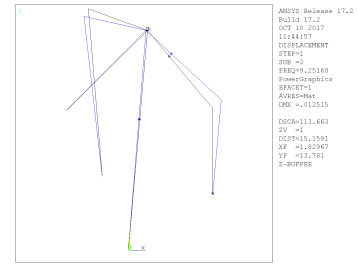 1
ANSYS Release 17.2
Build 17.2
OCT 10 2017
11:44:57
DISPLACEMENT
STEP=1
SUB =3
FREQ=9.25168
PowerGraphics
EFACET=1
AVRES=Mat
DMX =.012515
DSCA=113.663
ZV =1
DIST=15.1591
XF =1.82967
YF =13.781
Z-BUFFER
X